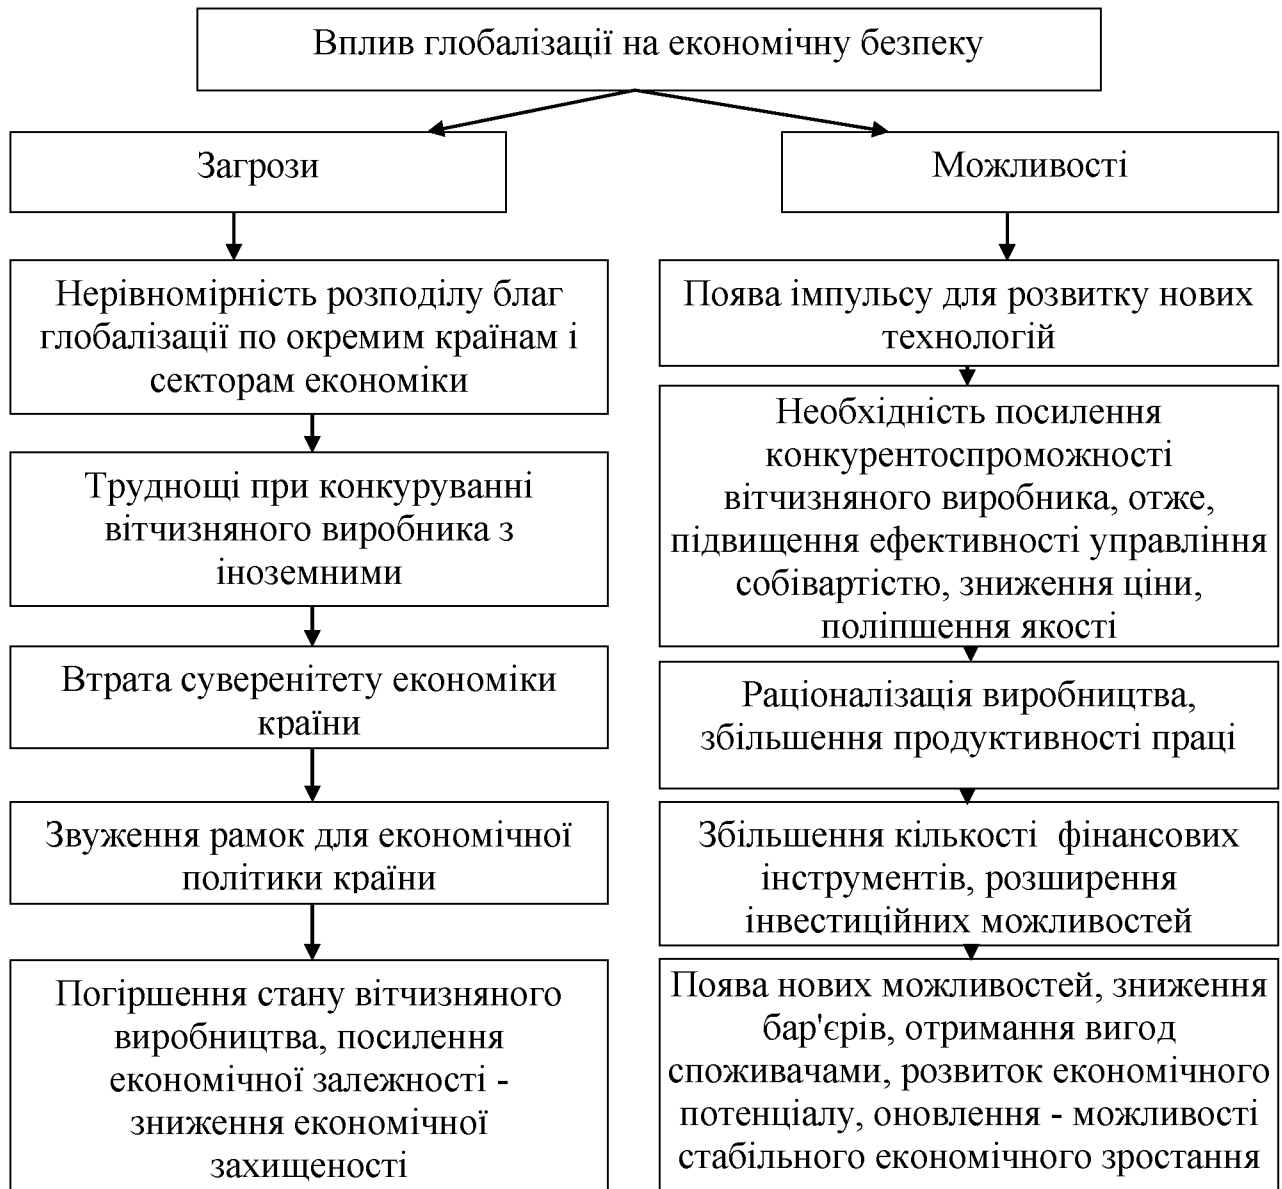 Вплив глобалізації на економічну безпеку
Загрози
Можливості
Нерівномірність розподілу благ
глобалізації по окремим країнам і
секторам економіки
Труднощі при конкуруванні
вітчизняного виробника з
іноземними
Втрата суверенітету економіки
країни
Звуження рамок для економічної
політики країни
Погіршення стану вітчизняного
виробництва, посилення
економічної залежності -
зниження економічної
захищеності
Поява імпульсу для розвитку нових
технологій
Необхідність посилення
конкурентоспроможності
вітчизняного виробника, отже,
підвищення ефективності управління
собівартістю, зниження ціни,
поліпшення якості
Раціоналізація виробництва,
збільшення продуктивності праці
Збільшення кількості  фінансових
інструментів, розширення
інвестиційних можливостей
Поява нових можливостей, зниження
бар'єрів, отримання вигод
споживачами, розвиток економічного
потенціалу, оновлення - можливості
стабільного економічного зростання